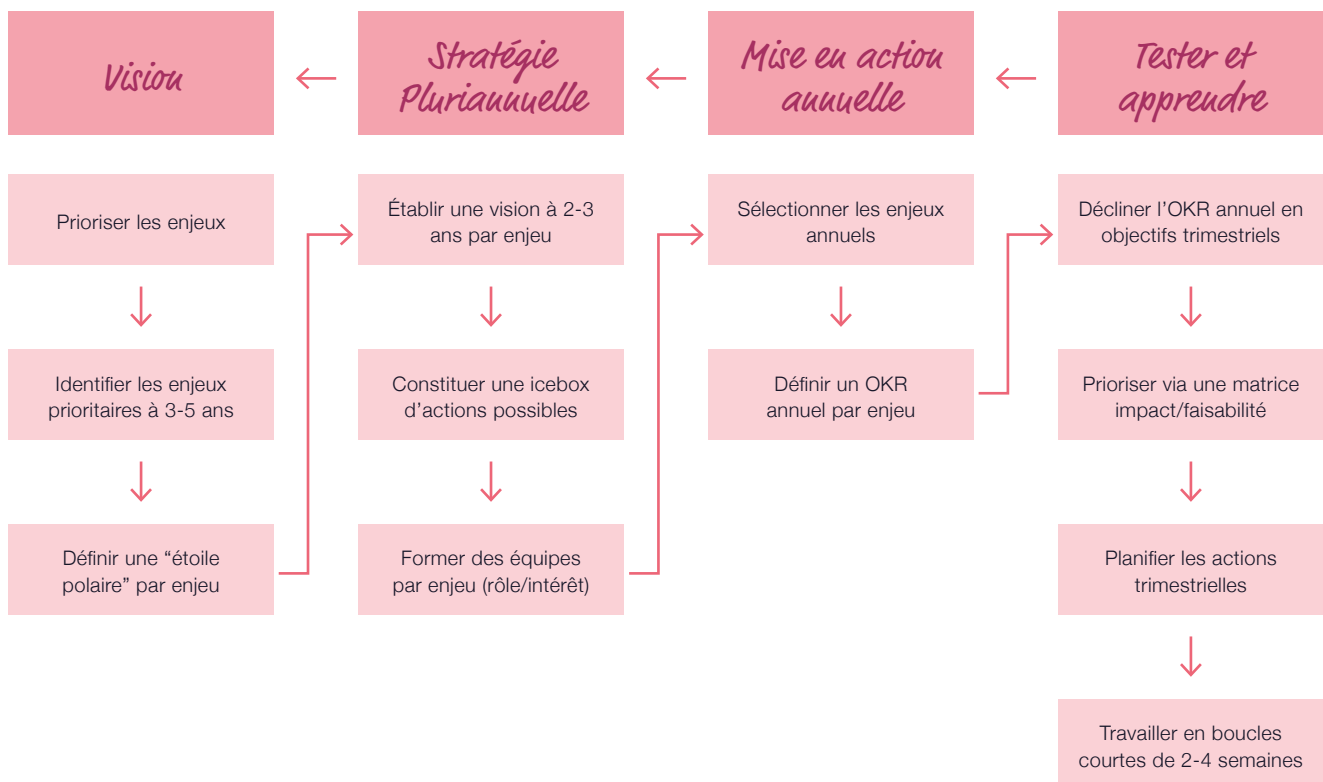 Vision
Stratégie
Pluriannuelle
Mise en action
annuelle
Tester et
apprendre
Prioriser les enjeux
Identifier les enjeux
prioritaires à 3-5 ans
Définir une “étoile
polaire” par enjeu
Établir une vision à 2-3
ans par enjeu
Constituer une icebox
d’actions possibles
Former des équipes
par enjeu (rôle/intérêt)
Sélectionner les enjeux
annuels
Définir un OKR
annuel par enjeu
Décliner l’OKR annuel en
objectifs trimestriels
Prioriser via une matrice
impact/faisabilité
Planifier les actions
trimestrielles
Travailler en boucles
courtes de 2-4 semaines